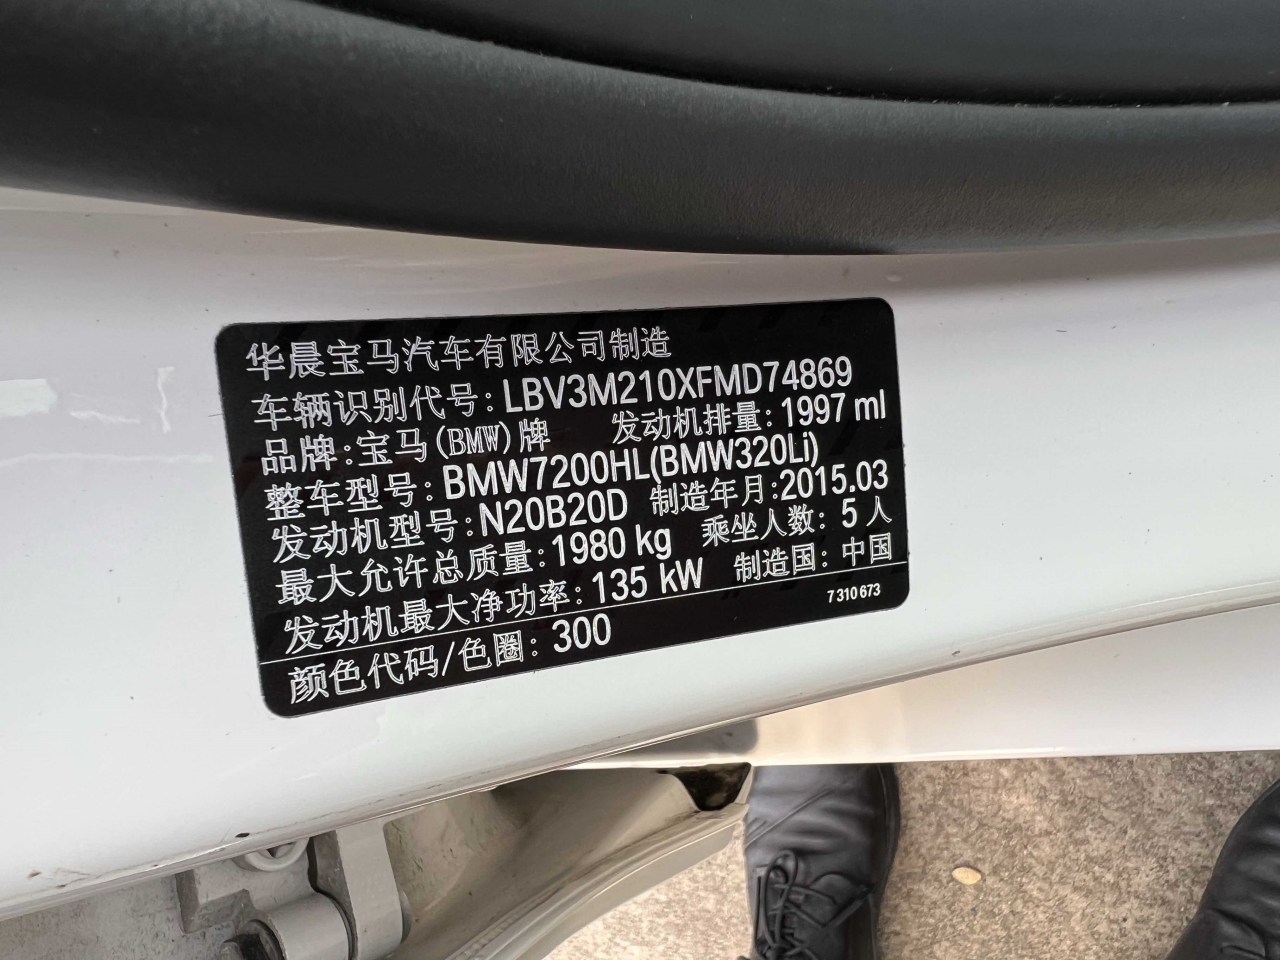 华晨宝马汽车有限公司制造
车辆识别代号: LBV3M210XFMD74869
品牌:宝马(BMW)牌 发动机排量: 1997 ml
整车型号: BMW7200HL(BMW320Li)
发动机型号: N20B20D 制造年月:2015.03
最大允许总质量: 1980 kg 乘坐人数: 5 人
发动机最大净功率: 135 kW 制造国: 中国
7 310 673
颜色代码/色圈: 300